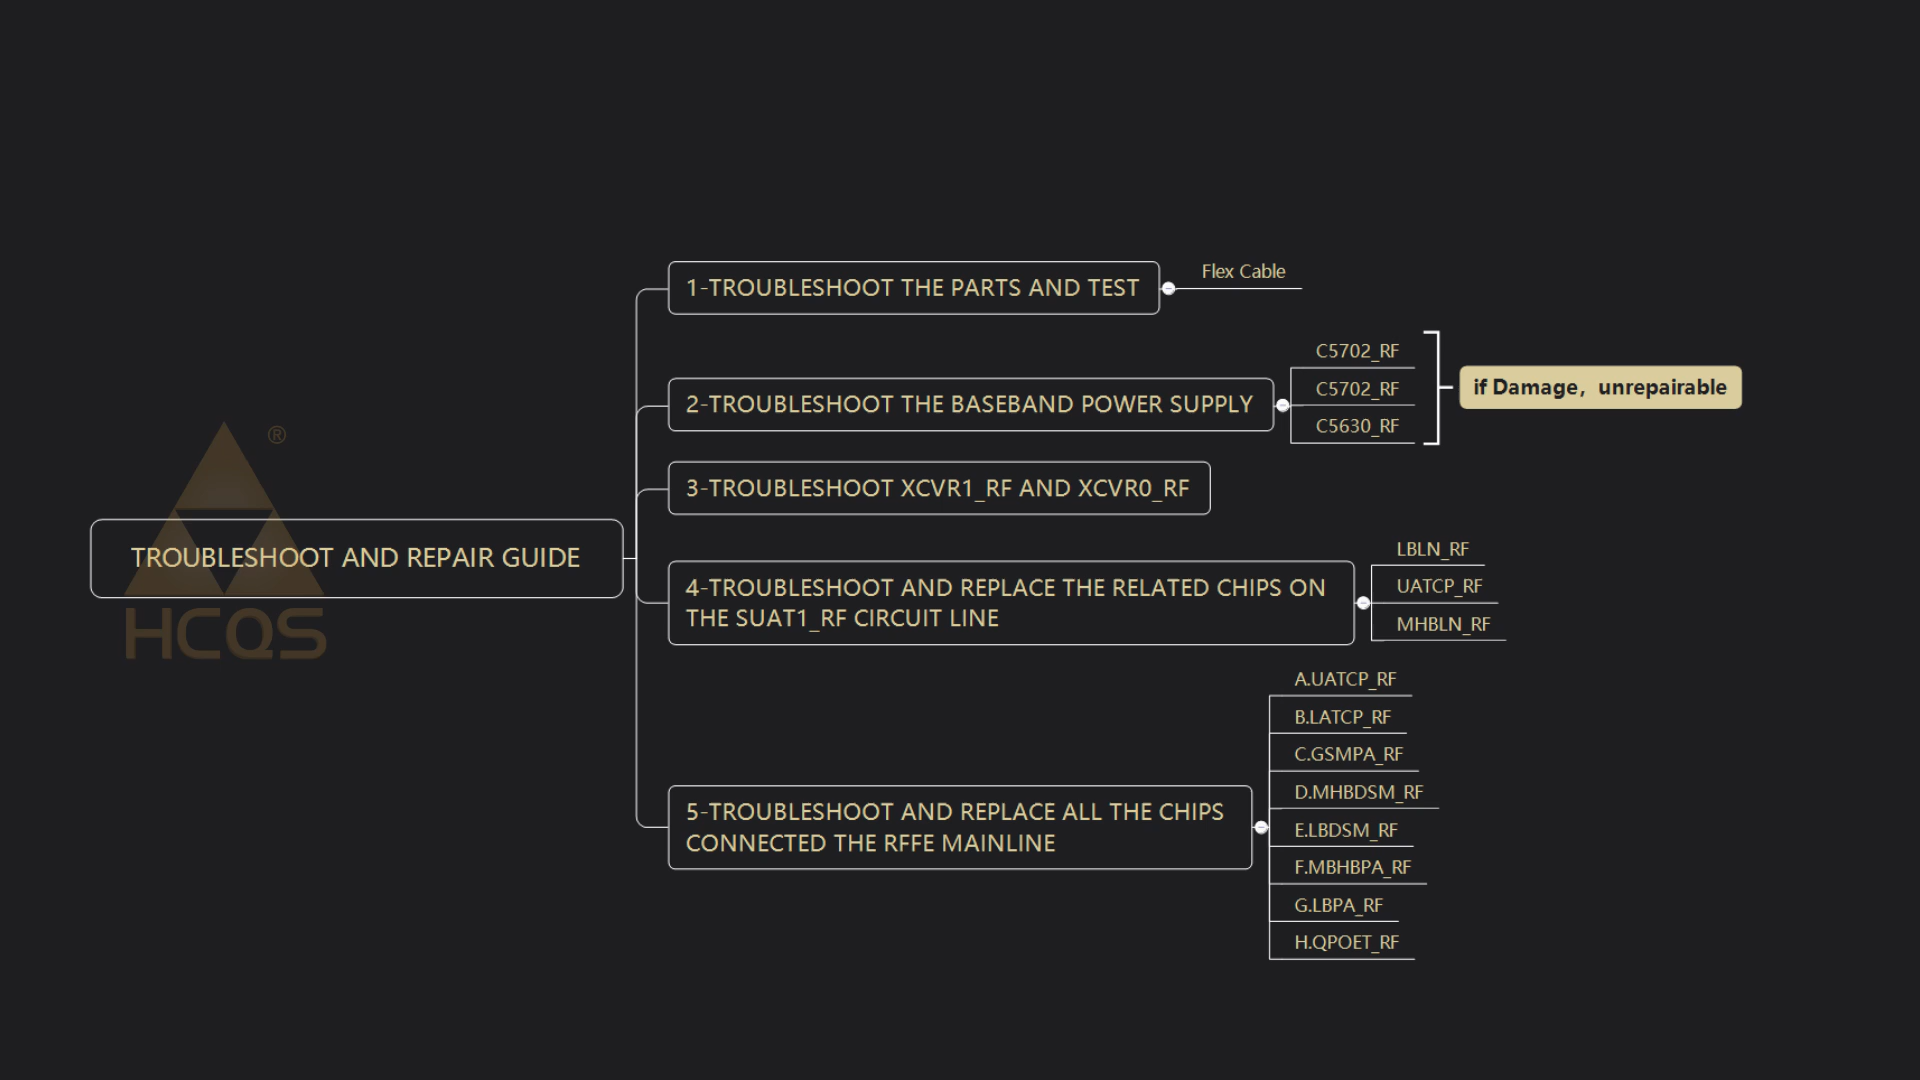 TROUBLESHOOT AND REPAIR GUIDE
®
HCQS
1-TROUBLESHOOT THE PARTS AND TEST
Flex Cable
2-TROUBLESHOOT THE BASEBAND POWER SUPPLY
C5702_RF
C5702_RF
C5630_RF
if Damage，unrepairable
3-TROUBLESHOOT XCVR1_RF AND XCVR0_RF
4-TROUBLESHOOT AND REPLACE THE RELATED CHIPS ON
THE SUAT1_RF CIRCUIT LINE
LBLN_RF
UATCP_RF
MHBLN_RF
5-TROUBLESHOOT AND REPLACE ALL THE CHIPS
CONNECTED THE RFFE MAINLINE
A.UATCP_RF
B.LATCP_RF
C.GSMPA_RF
D.MHBDSM_RF
E.LBDSM_RF
F.MBHBPA_RF
G.LBPA_RF
H.QPOET_RF